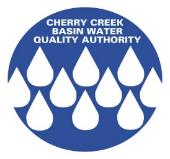 CHERRY CREEK
BASIN WATER
QUALITY AUTHORITY